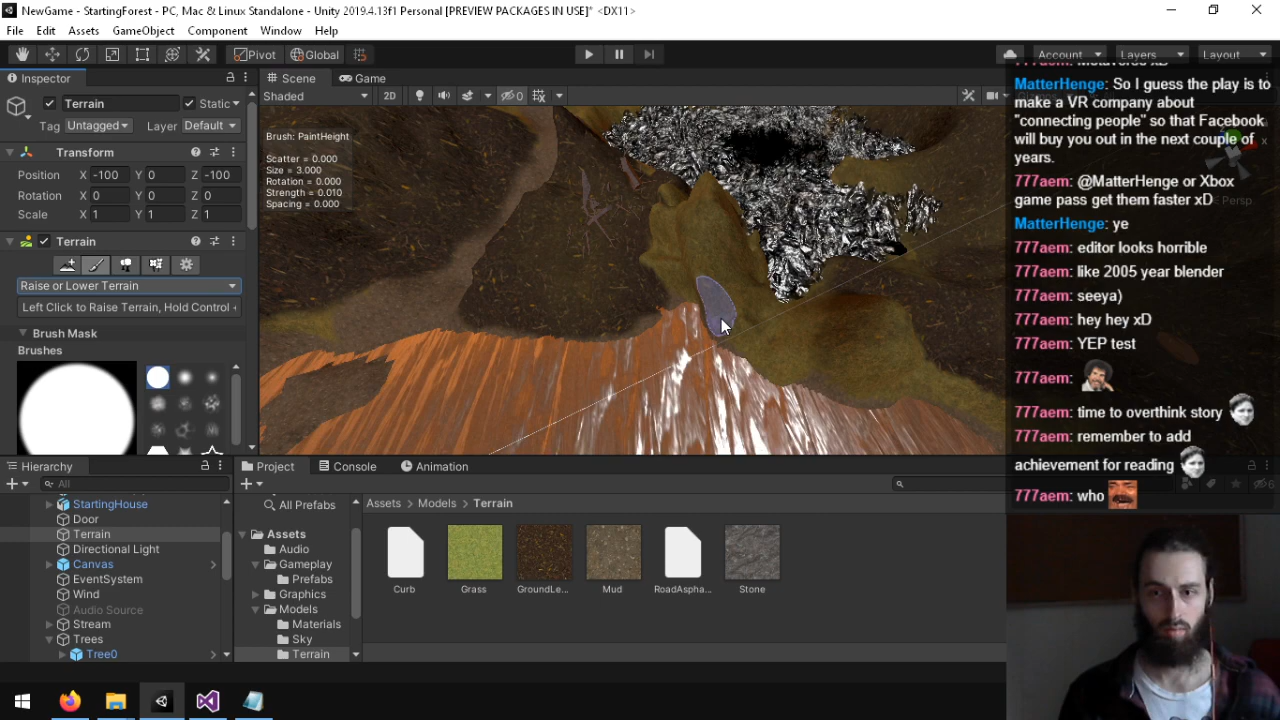 NewGame - StartingForest - PC, Mac & Linux Standalone - Unity 2019.4.13f1 Personal [PREVIEW PACKAGES IN USE]* <DX11>
File Edit Assets GameObject Component Window Help
Pivot Global Account Layers Layout
Inspector Scene Game
Shaded 2D 0
Terrain Static
Tag Untagged Layer Default
Transform
Position X -100 Y 0 Z -100
Rotation X 0 Y 0 Z 0
Scale X 1 Y 1 Z 1
Terrain
Raise or Lower Terrain
Left Click to Raise Terrain, Hold Control
Brush Mask
Brushes
Brush: PaintHeight
Scatter = 0.000
Size = 3.000
Rotation = 0.000
Strength = 0.010
Spacing = 0.000
Persp
MatterHenge: So I guess the play is to
make a VR company about
"connecting people" so that Facebook
will buy you out in the next couple of
years.
777aem: @MatterHenge or Xbox
game pass get them faster xD
MatterHenge: ye
777aem: editor looks horrible
777aem: like 2005 year blender
777aem: seeya)
777aem: hey hey xD
777aem: YEP test
777aem:
777aem: time to overthink story
777aem: remember to add
achievement for reading
777aem: who
Hierarchy
All
StartingHouse
Door
Terrain
Directional Light
Canvas
EventSystem
Wind
Audio Source
Stream
Trees
Tree0
Project Console Animation
All Prefabs
Assets
Audio
Gameplay
Prefabs
Graphics
Models
Materials
Sky
Terrain
Assets Models Terrain
Curb Grass GroundLe... Mud RoadAspha... Stone